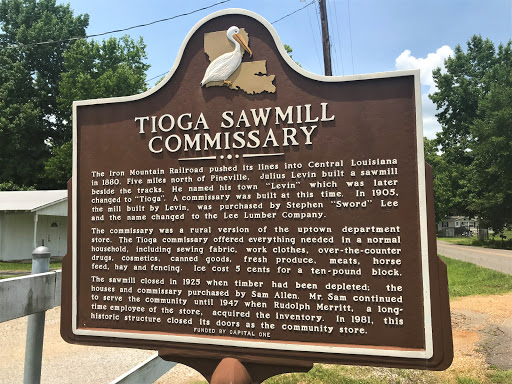 TIOGA SAWMILL
COMMISSARY
The Iron Mountain Railroad pushed its lines into Central Louisiana
in 1880. Five miles north of Pineville, Julius Levin built a sawmill
beside the tracks. He named his town "Levin" which was later
changed to "Tioga". A commissary was built at this time. In 1905,
the mill built by Levin, was purchased by Stephen "Sword" Lee
and the name changed to the Lee Lumber Company.
The commissary was a rural version of the uptown department
store. The Tioga commissary offered everything needed in a normal
household, including sewing fabric, work clothes, over-the-counter
drugs, cosmetics, canned goods, fresh produce, meats, horse
feed, hay and fencing. Ice cost 5 cents for a ten-pound block.
The sawmill closed in 1925 when timber had been depleted; the
houses and commissary purchased by Sam Allen. Mr. Sam continued
to serve the community until 1947 when Rudolph Merritt, a long-
time employee of the store, acquired the inventory. In 1981, this
historic structure closed its doors as the community store.
FUNDED BY CAPITAL ONE